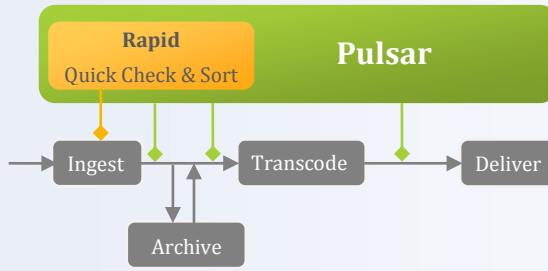 Rapid
Quick Check & Sort
Pulsar
Ingest
Transcode
Deliver
Archive